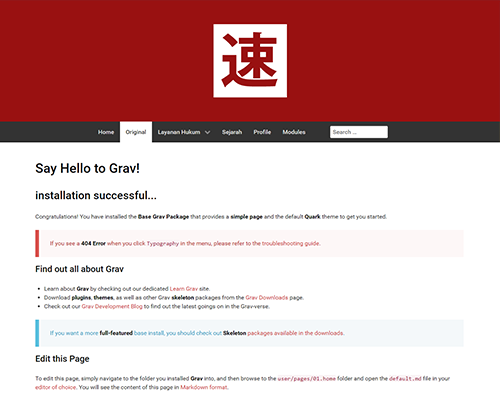 速
Home Original Layanan Hukum Sejarah Profile Modules Search ...
Say Hello to Grav!
installation successful...
Congratulations! You have installed the Base Grav Package that provides a simple page and the default Quark theme to get you started.
If you see a 404 Error when you click Typography in the menu, please refer to the troubleshooting guide.
Find out all about Grav
Learn about Grav by checking out our dedicated Learn Grav site.
Download plugins, themes, as well as other Grav skeleton packages from the Grav Downloads page.
Check out our Grav Development Blog to find out the latest goings on in the Grav-verse.
If you want a more full-featured base install, you should check out Skeleton packages available in the downloads.
Edit this Page
To edit this page, simply navigate to the folder you installed Grav into, and then browse to the user/pages/01.home folder and open the default.md file in your
editor of choice. You will see the content of this page in Markdown format.